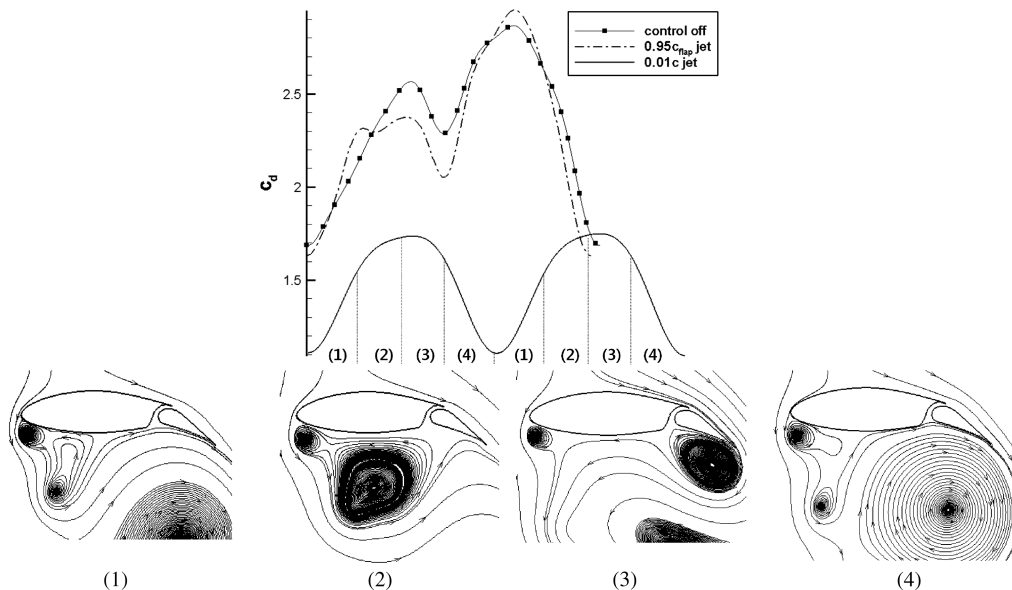 control off
0.95c_flap jet
0.01c jet
2.5
2
1.5
c_d
(1) (2) (3) (4) (1) (2) (3) (4)
(1) (2) (3) (4)